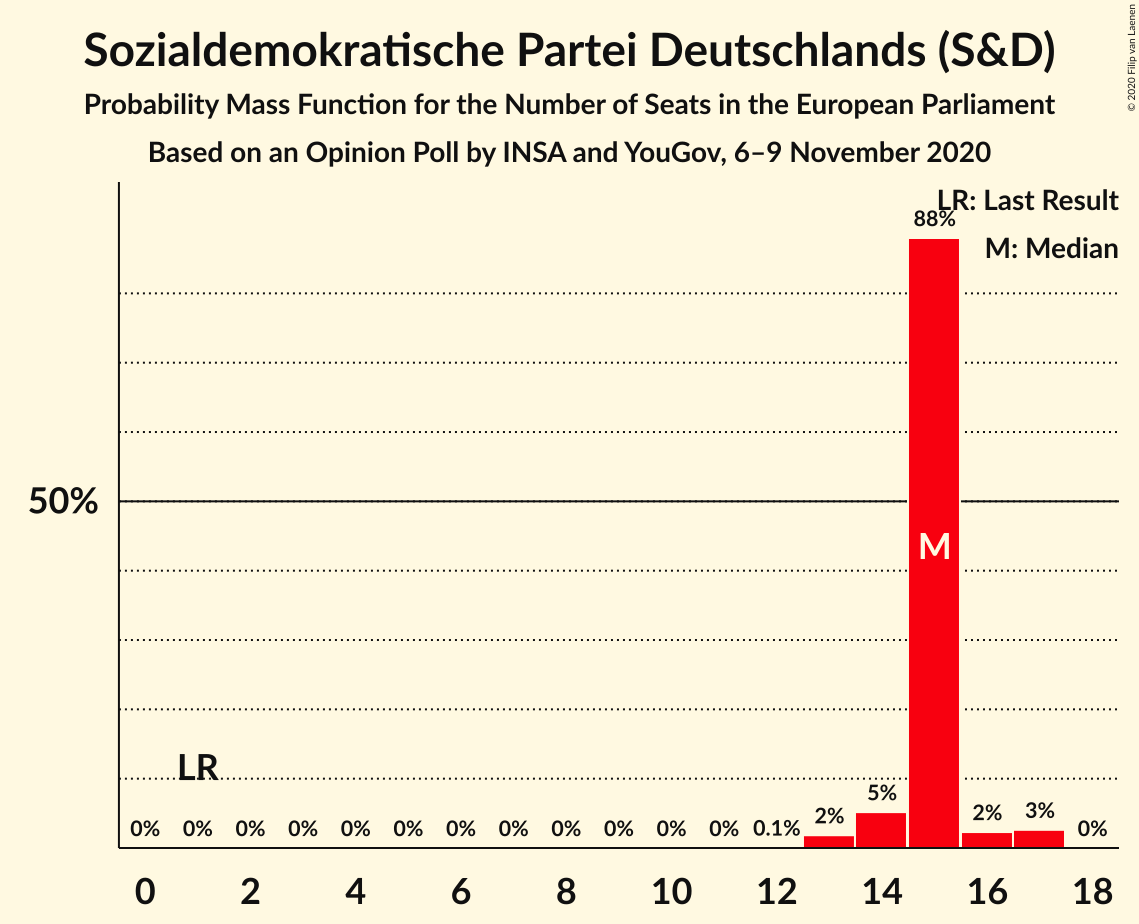 Sozialdemokratische Partei Deutschlands (S&D)
Probability Mass Function for the Number of Seats in the European Parliament
Based on an Opinion Poll by INSA and YouGov, 6–9 November 2020
© 2020 Filip van Laenen
LR: Last Result
M: Median
88%
50%
M
LR
0% 0% 0% 0% 0% 0% 0% 0% 0% 0% 0% 0% 0.1% 2% 5% 2% 3% 0%
0 2 4 6 8 10 12 14 16 18